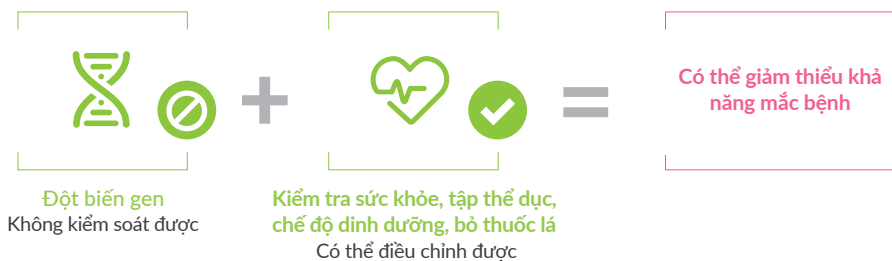 Có thể giảm thiểu khả
năng mắc bệnh
Đột biến gen
Không kiểm soát được
Kiểm tra sức khỏe, tập thể dục,
chế độ dinh dưỡng, bỏ thuốc lá
Có thể điều chỉnh được